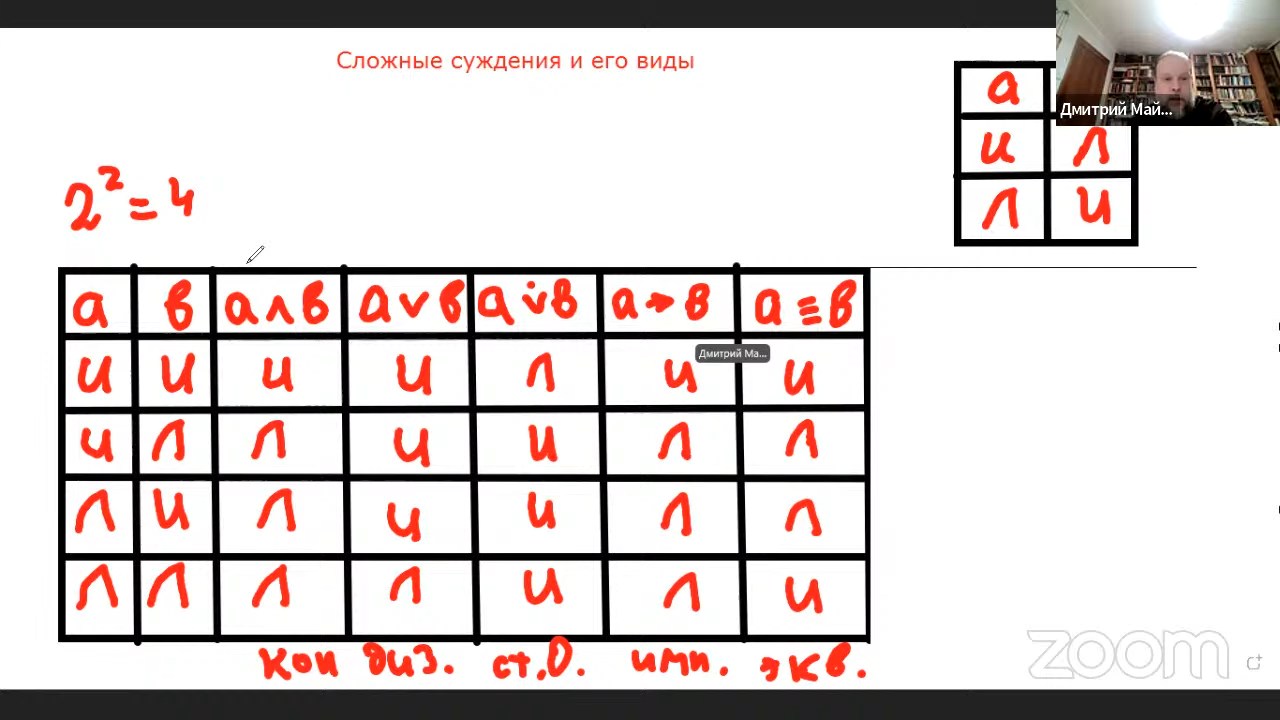 Сложные суждения и его виды
a
Дмитрий Май...
и л
л и
2² = 4
a в a ∧ в a ∨ в a ∨̇ в a → в a ≡ в
Дмитрий Ма...
и и и и л и и
и л л и и л л
л и л и и л л
л л л л и л и
кон диз. ст.D. имп. экв.
zoom